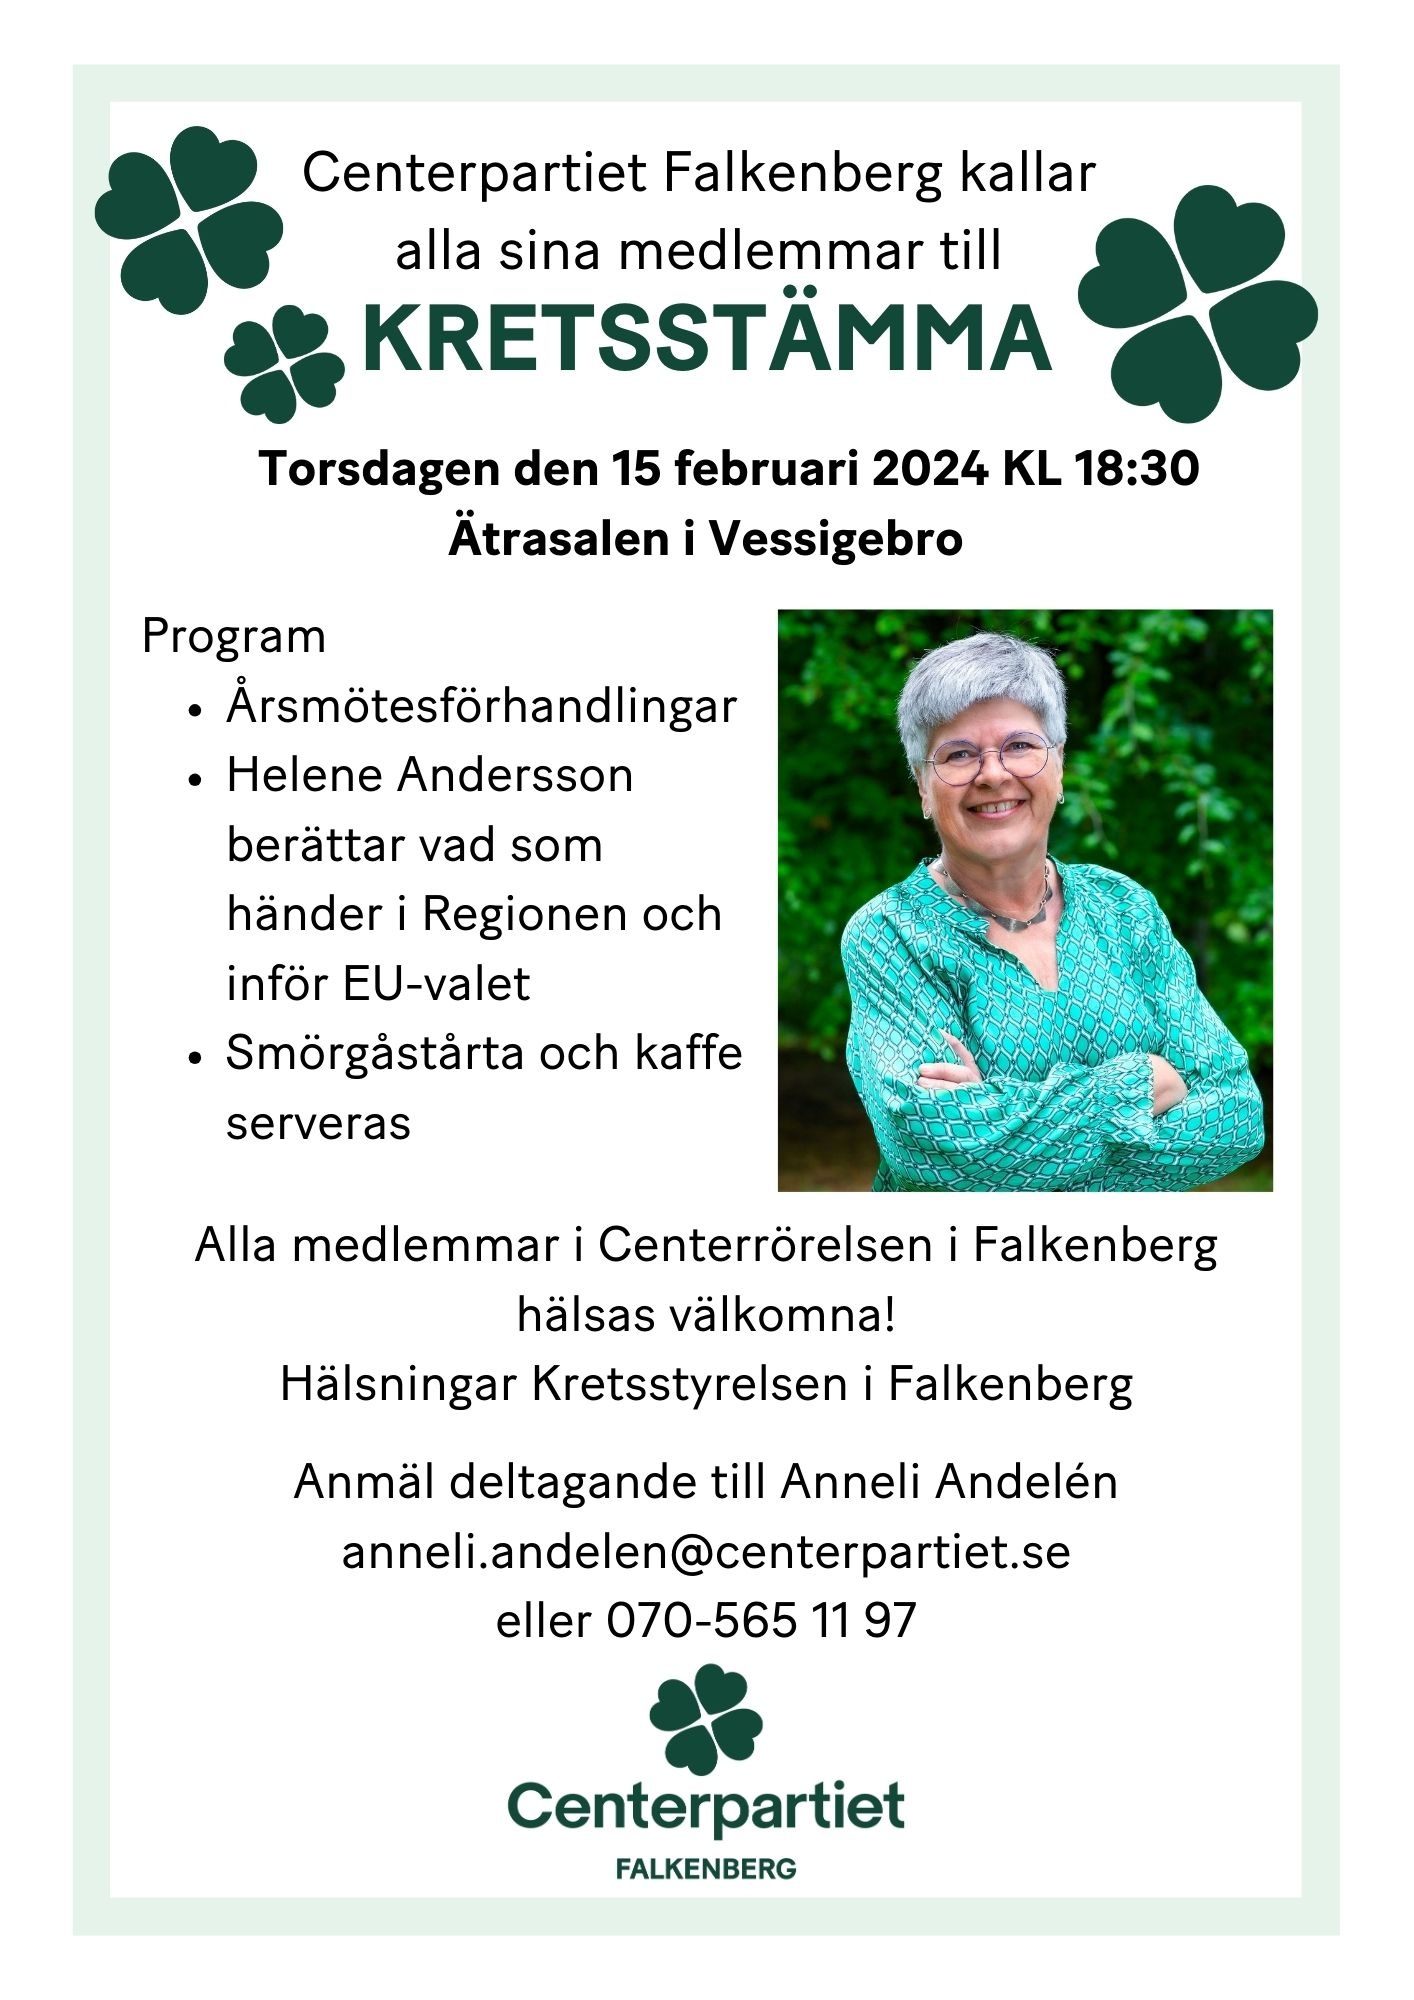 Centerpartiet Falkenberg kallar
alla sina medlemmar till
KRETSSTÄMMA
Torsdagen den 15 februari 2024 KL 18:30
Ätrasalen i Vessigebro
Program
• Årsmötesförhandlingar
• Helene Andersson
berättar vad som
händer i Regionen och
inför EU-valet
• Smörgåstårta och kaffe
serveras
Alla medlemmar i Centerrörelsen i Falkenberg
hälsas välkomna!
Hälsningar Kretsstyrelsen i Falkenberg
Anmäl deltagande till Anneli Andelén
anneli.andelen@centerpartiet.se
eller 070-565 11 97
Centerpartiet
FALKENBERG